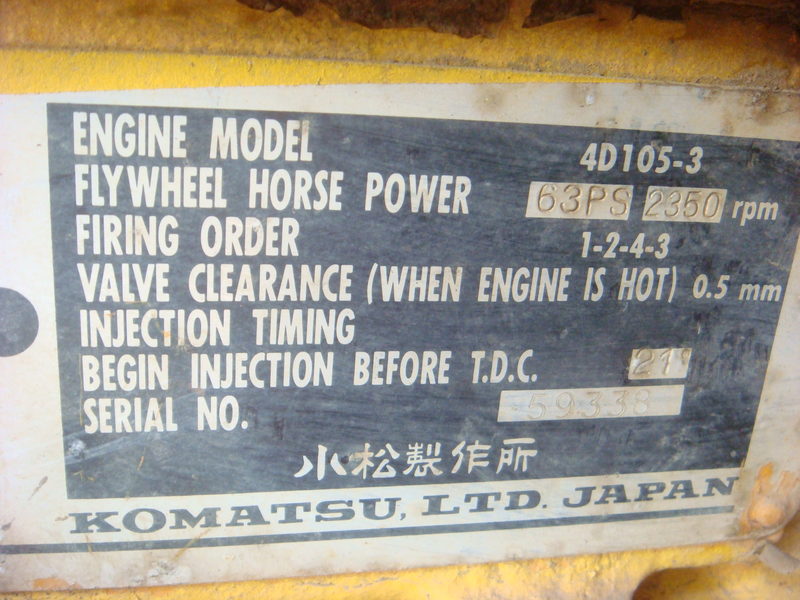 ENGINE MODEL 4D105-3
FLYWHEEL HORSE POWER 63PS 2350 rpm
FIRING ORDER 1-2-4-3
VALVE CLEARANCE (WHEN ENGINE IS HOT) 0.5 mm
INJECTION TIMING
BEGIN INJECTION BEFORE T.D.C. 21°
SERIAL NO. 59338
小松製作所
KOMATSU, LTD. JAPAN